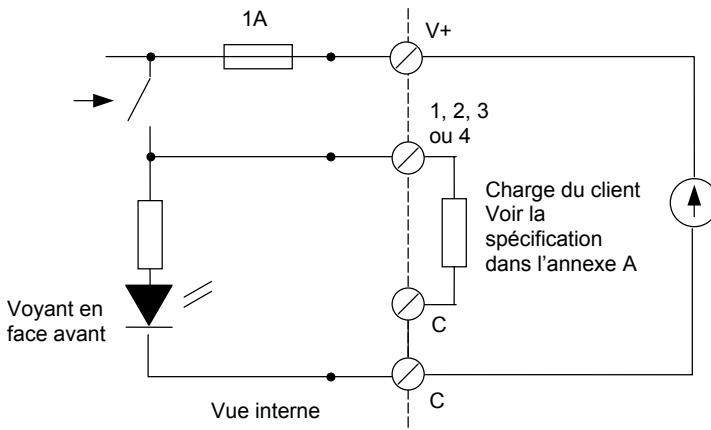 1A
V+
1, 2, 3
ou 4
Charge du client
Voir la
spécification
dans l’annexe A
Voyant en
face avant
C
C
Vue interne